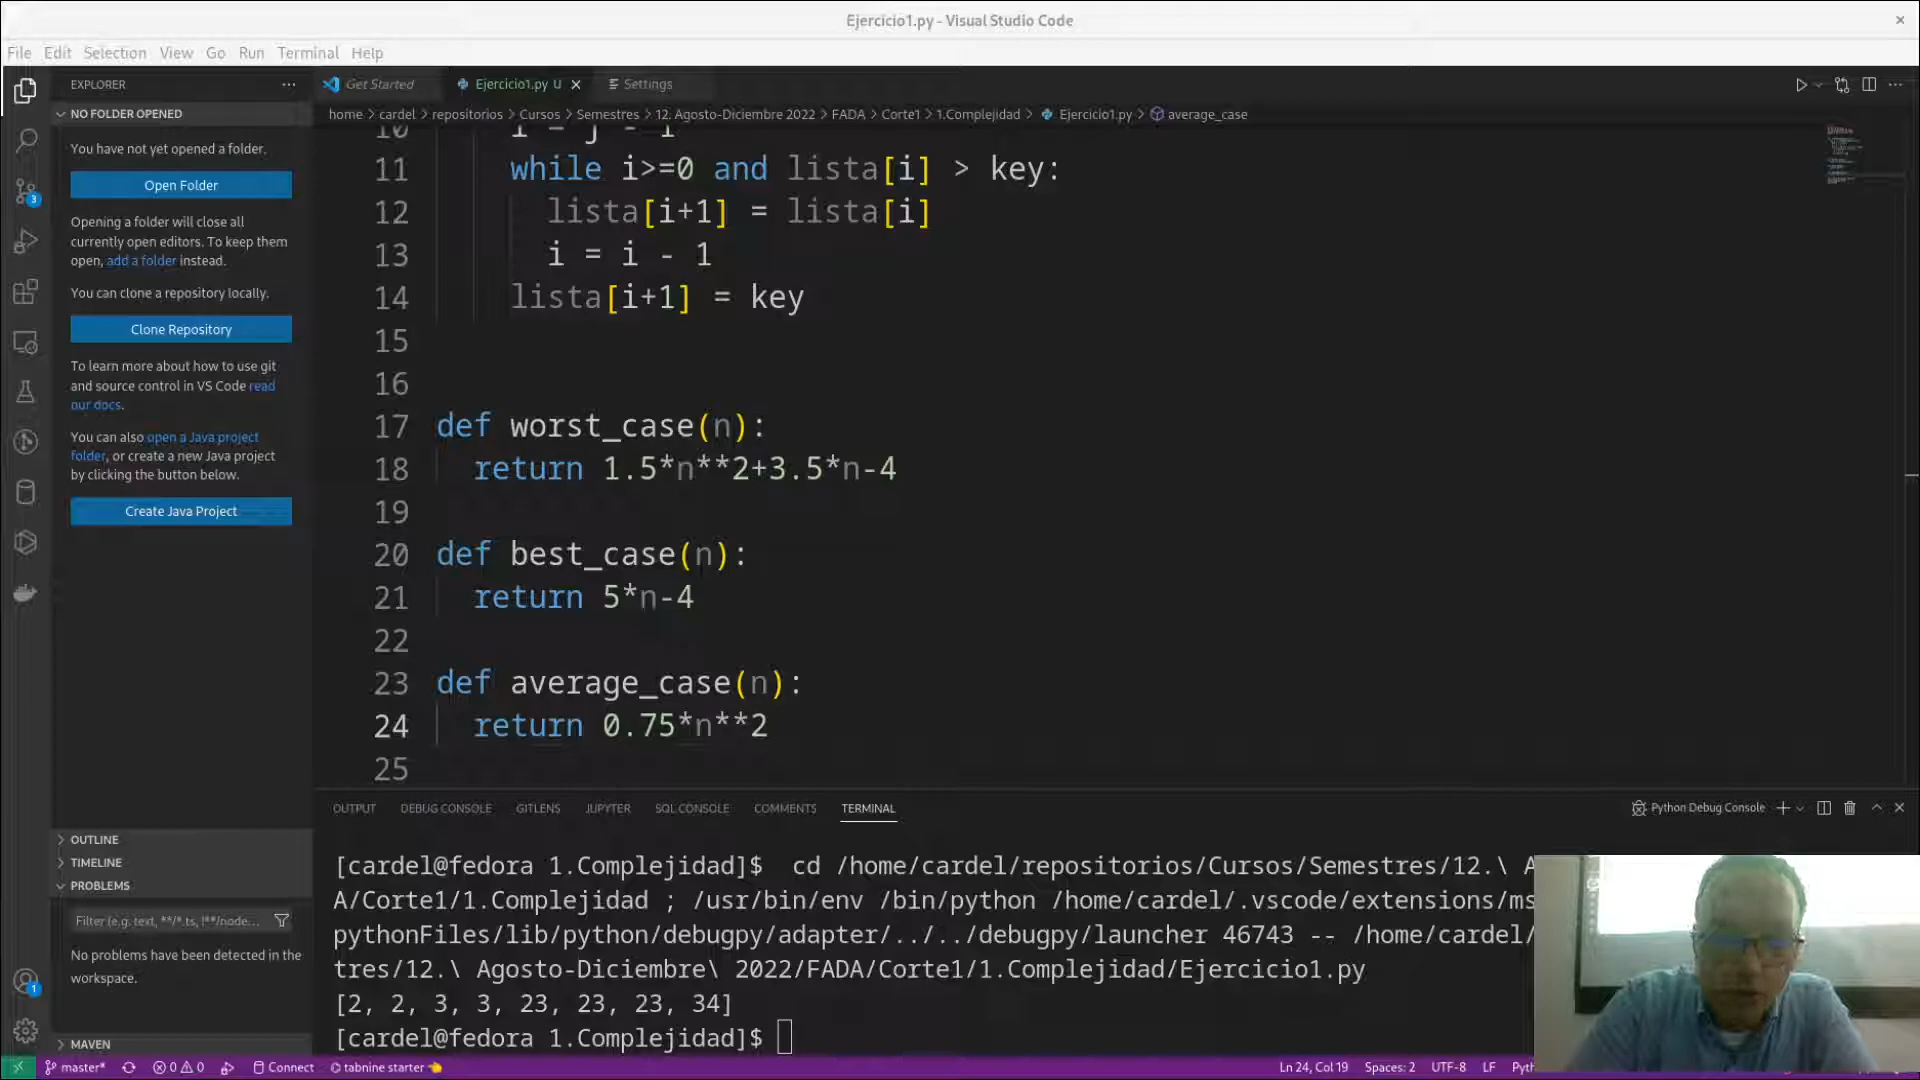 Ejercicio1.py - Visual Studio Code
File Edit Selection View Go Run Terminal Help
EXPLORER
Get Started
Ejercicio1.py U
Settings
NO FOLDER OPENED
home > cardel > repositorios > Cursos > Semestres > 12. Agosto-Diciembre 2022 > FADA > Corte1 > 1.Complejidad > Ejercicio1.py > average_case
You have not yet opened a folder.
Open Folder
Opening a folder will close all
currently open editors. To keep them
open, add a folder instead.
You can clone a repository locally.
Clone Repository
To learn more about how to use git
and source control in VS Code read
our docs.
You can also open a Java project
folder, or create a new Java project
by clicking the button below.
Create Java Project
OUTLINE
TIMELINE
PROBLEMS
Filter (e.g. text, **/*.ts, !**/node...
No problems have been detected in the
workspace.
MAVEN
3
1
10 i = j - 1
11 while i>=0 and lista[i] > key:
12 lista[i+1] = lista[i]
13 i = i - 1
14 lista[i+1] = key
15
16
17 def worst_case(n):
18 return 1.5*n**2+3.5*n-4
19
20 def best_case(n):
21 return 5*n-4
22
23 def average_case(n):
24 return 0.75*n**2
25
OUTPUT DEBUG CONSOLE GITLENS JUPYTER SQL CONSOLE COMMENTS TERMINAL
Python Debug Console
[cardel@fedora 1.Complejidad]$ cd /home/cardel/repositorios/Cursos/Semestres/12.\ A
A/Corte1/1.Complejidad ; /usr/bin/env /bin/python /home/cardel/.vscode/extensions/ms
pythonFiles/lib/python/debugpy/adapter/../../debugpy/launcher 46743 -- /home/cardel/
tres/12.\ Agosto-Diciembre\ 2022/FADA/Corte1/1.Complejidad/Ejercicio1.py
[2, 2, 3, 3, 23, 23, 23, 34]
[cardel@fedora 1.Complejidad]$
master* 0 0 Connect tabnine starter
Ln 24, Col 19 Spaces: 2 UTF-8 LF Pyth